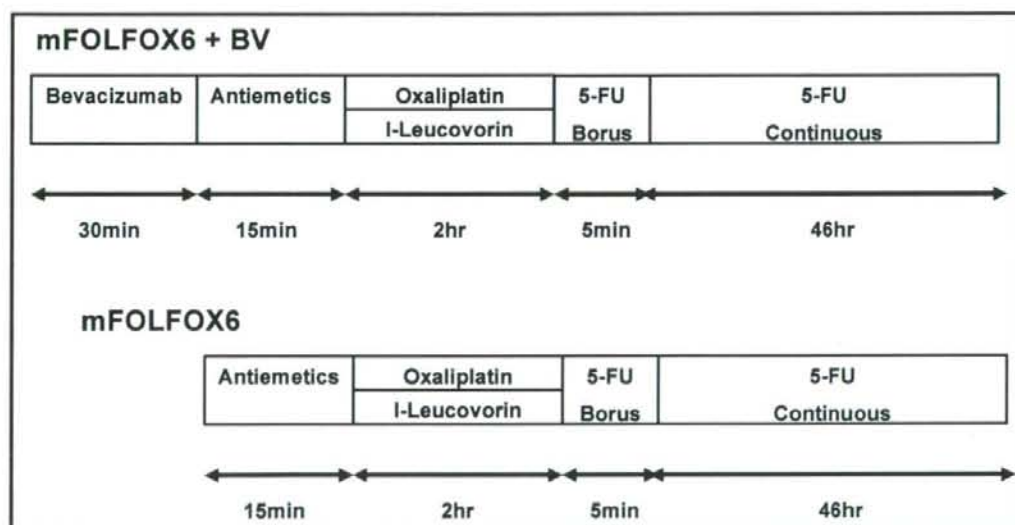 mFOLFOX6 + BV
Bevacizumab Antiemetics Oxaliplatin 5-FU 5-FU
l-Leucovorin Borus Continuous
30min 15min 2hr 5min 46hr
mFOLFOX6
Antiemetics Oxaliplatin 5-FU 5-FU
l-Leucovorin Borus Continuous
15min 2hr 5min 46hr